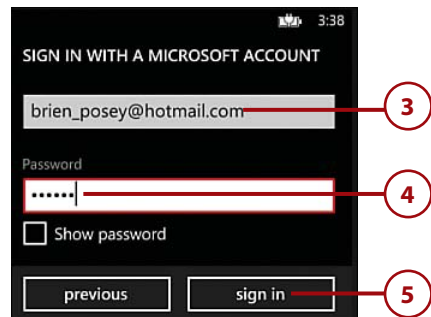 3:38
SIGN IN WITH A MICROSOFT ACCOUNT
brien_posey@hotmail.com
3
Password
••••••
4
Show password
previous
sign in
5